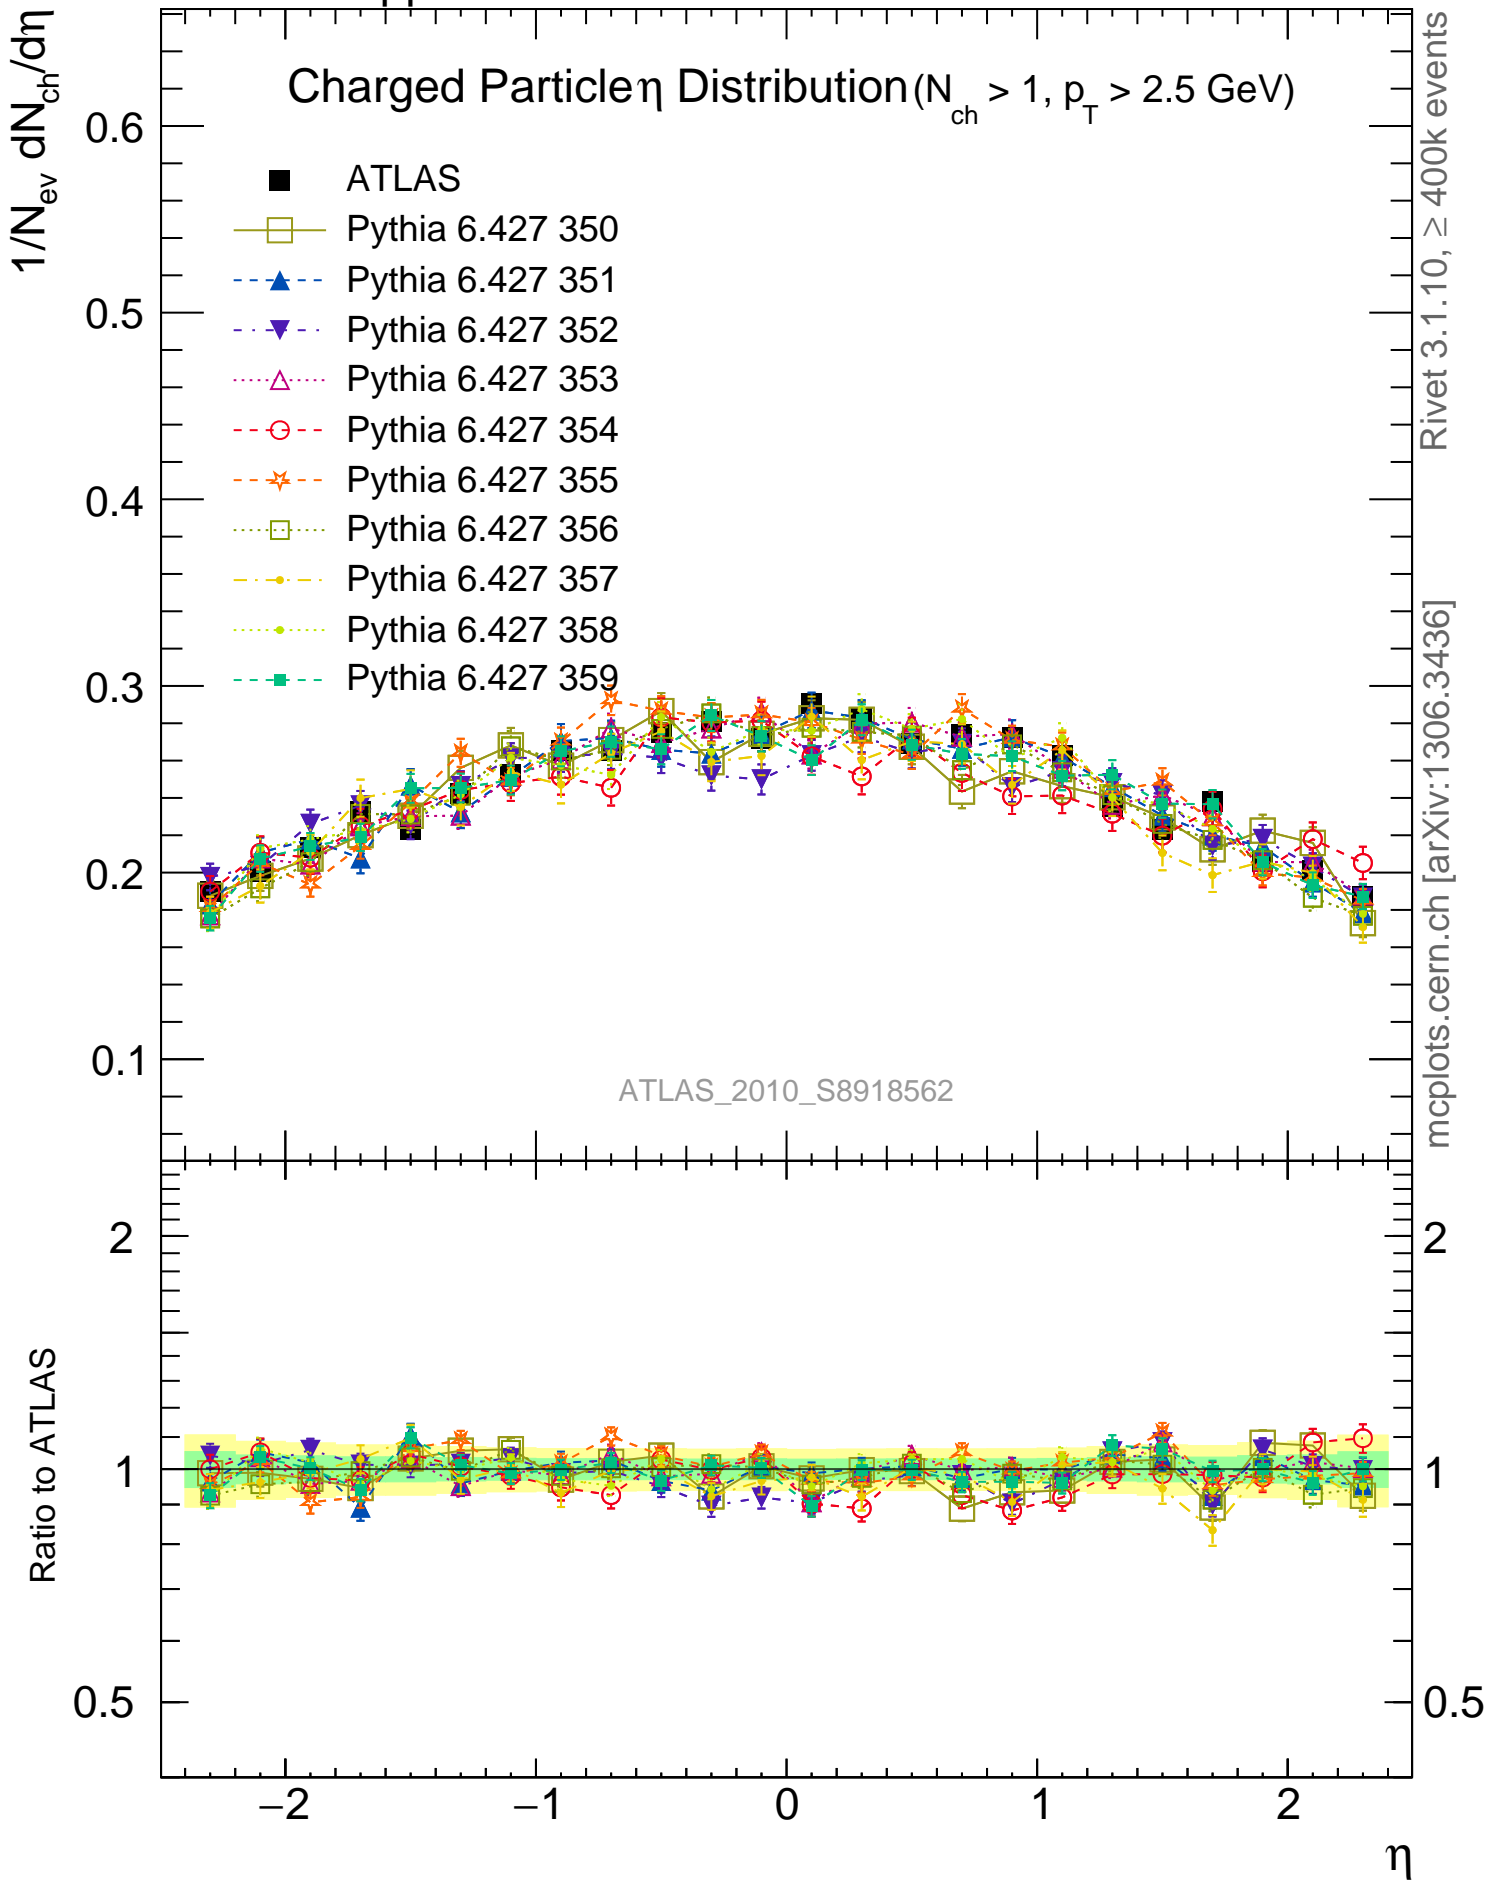 Charged Particle η Distribution (N_ch > 1, p_T > 2.5 GeV)
1/N_ev dN_ch/dη
ATLAS
Pythia 6.427 350
Pythia 6.427 351
Pythia 6.427 352
Pythia 6.427 353
Pythia 6.427 354
Pythia 6.427 355
Pythia 6.427 356
Pythia 6.427 357
Pythia 6.427 358
Pythia 6.427 359
0.6
0.5
0.4
0.3
0.2
0.1
ATLAS_2010_S8918562
Rivet 3.1.10, ≥ 400k events
mcplots.cern.ch [arXiv:1306.3436]
Ratio to ATLAS
2
1
0.5
2
1
0.5
−2 −1 0 1 2
η